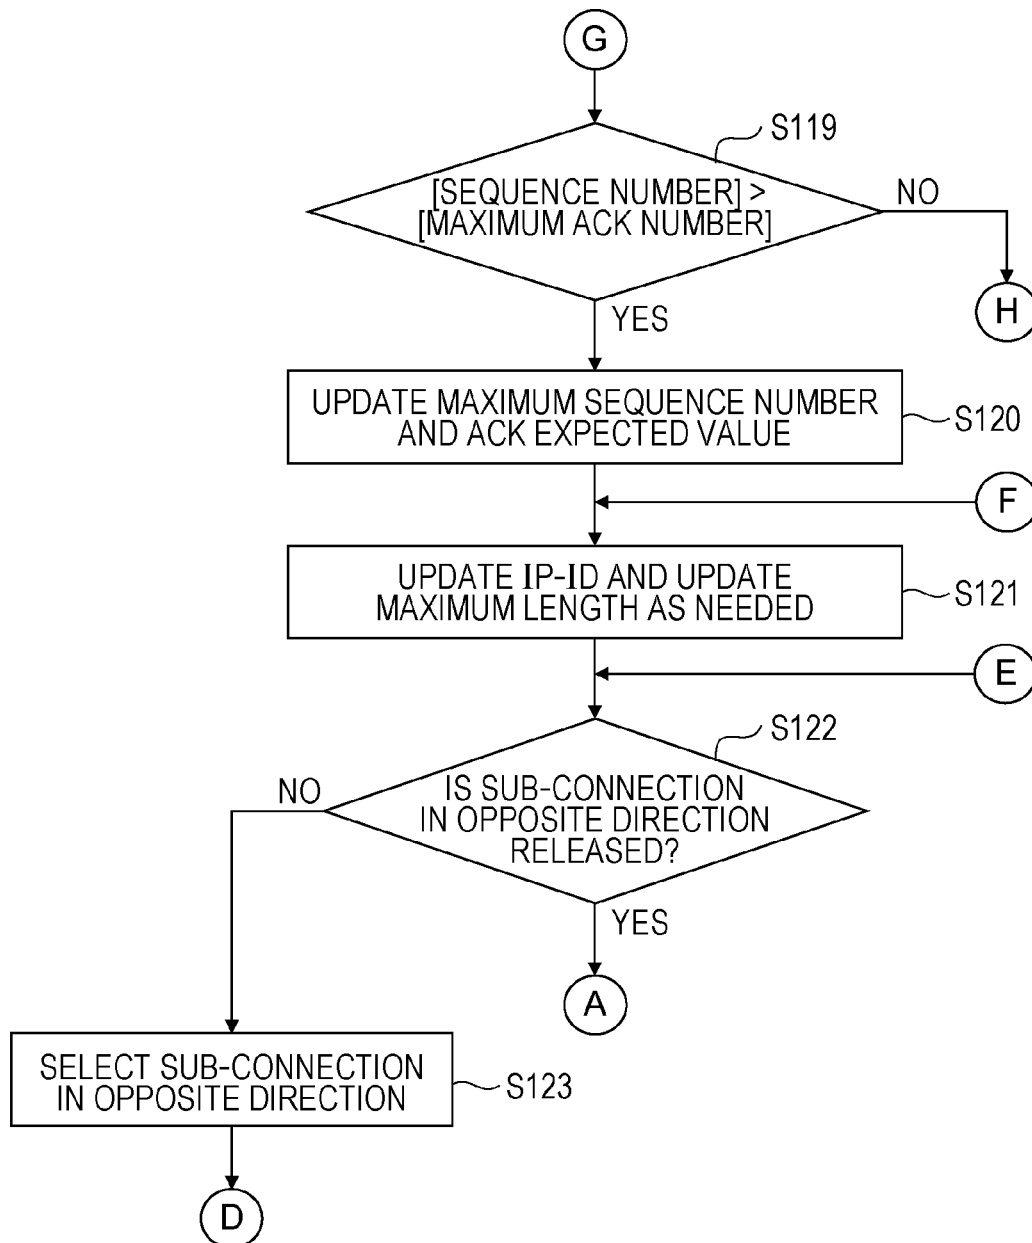 G
S119
[SEQUENCE NUMBER] >
[MAXIMUM ACK NUMBER]
NO
H
YES
UPDATE MAXIMUM SEQUENCE NUMBER
AND ACK EXPECTED VALUE
S120
F
UPDATE IP-ID AND UPDATE
MAXIMUM LENGTH AS NEEDED
S121
E
S122
IS SUB-CONNECTION
IN OPPOSITE DIRECTION
RELEASED?
NO
YES
A
SELECT SUB-CONNECTION
IN OPPOSITE DIRECTION
S123
D